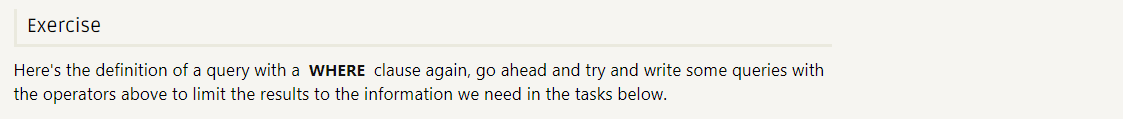 Exercise
Here's the definition of a query with a WHERE clause again, go ahead and try and write some queries with
the operators above to limit the results to the information we need in the tasks below.